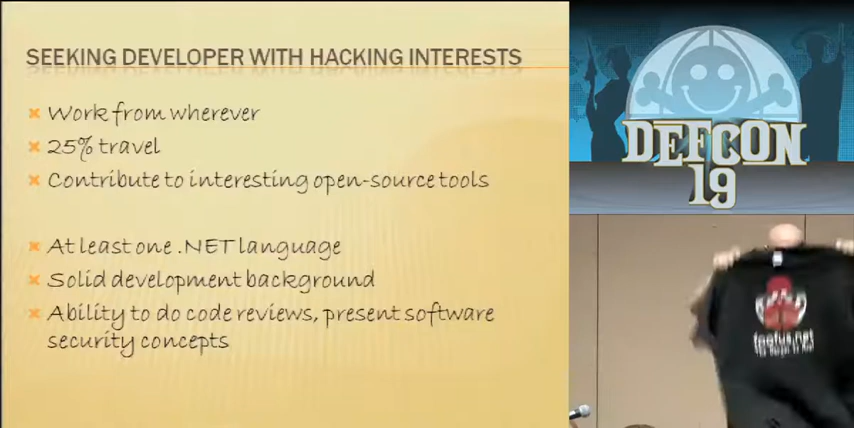 SEEKING DEVELOPER WITH HACKING INTERESTS
Work from wherever
25% travel
Contribute to interesting open-source tools
At least one .NET language
Solid development background
Ability to do code reviews, present software
security concepts
DEFCON
19